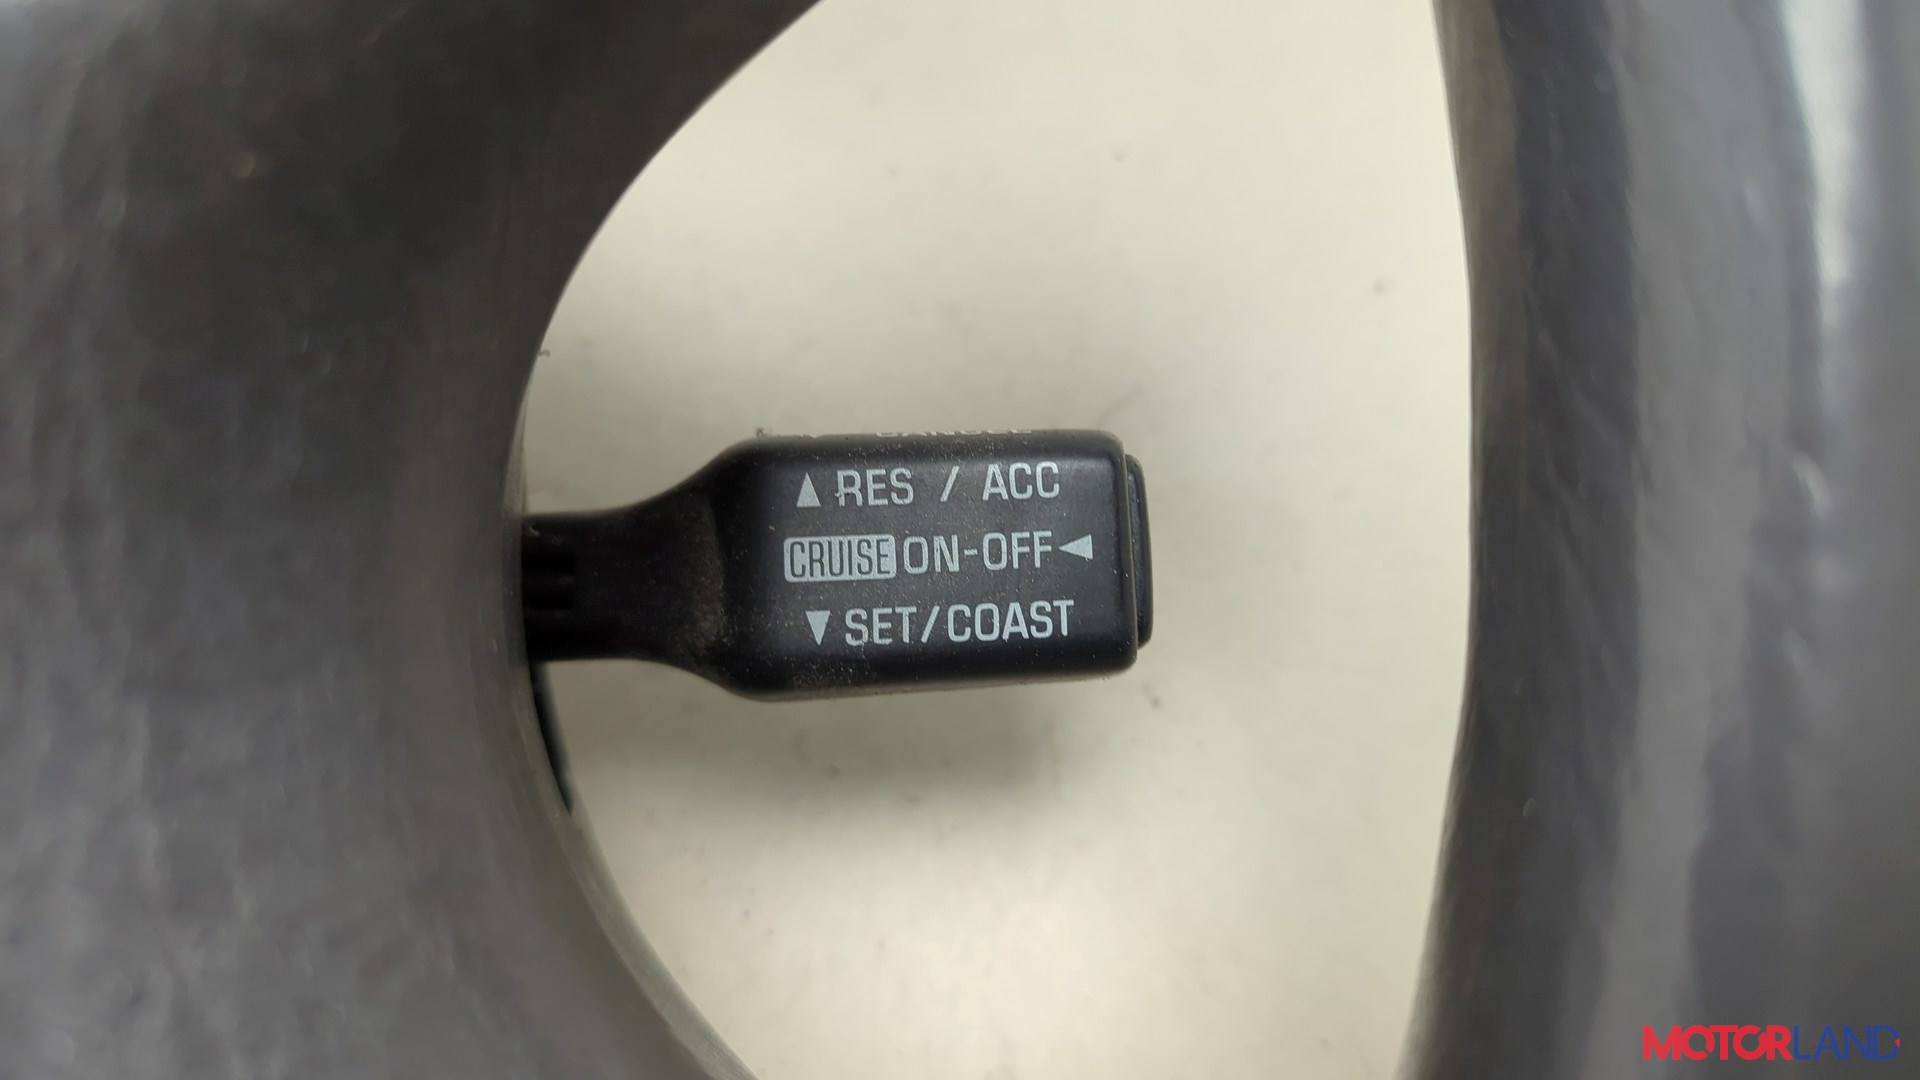 ▲ RES / ACC
CRUISE ON-OFF ◀
▼ SET/COAST
MOTORLAND